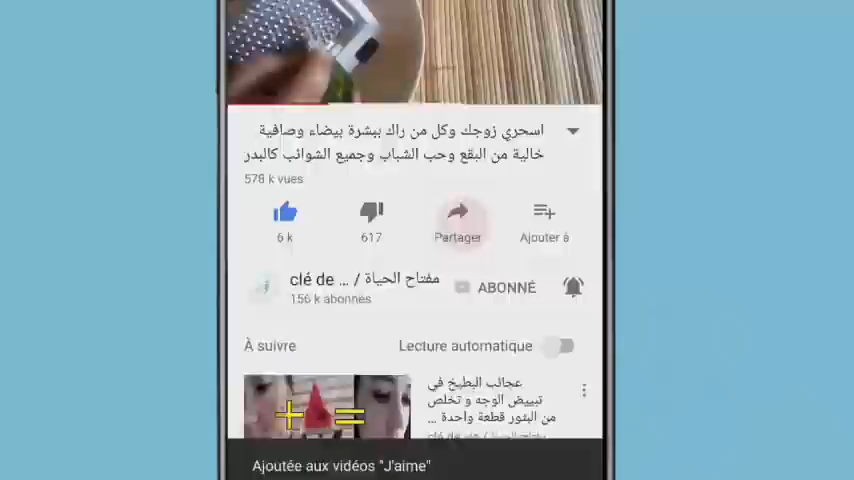 اسحري زوجك وكل من راك ببشرة بيضاء وصافية
خالية من البقع وحب الشباب وجميع الشوائب كالبدر
578 k vues
6 k
617
Partager
Ajouter à
clé de ... / مفتاح الحياة
156 k abonnés
ABONNÉ
À suivre
Lecture automatique
عجائب البطيخ في
تبييض الوجه و تخلص
من البثور قطعة واحدة ...
+ =
Ajoutée aux vidéos "J'aime"